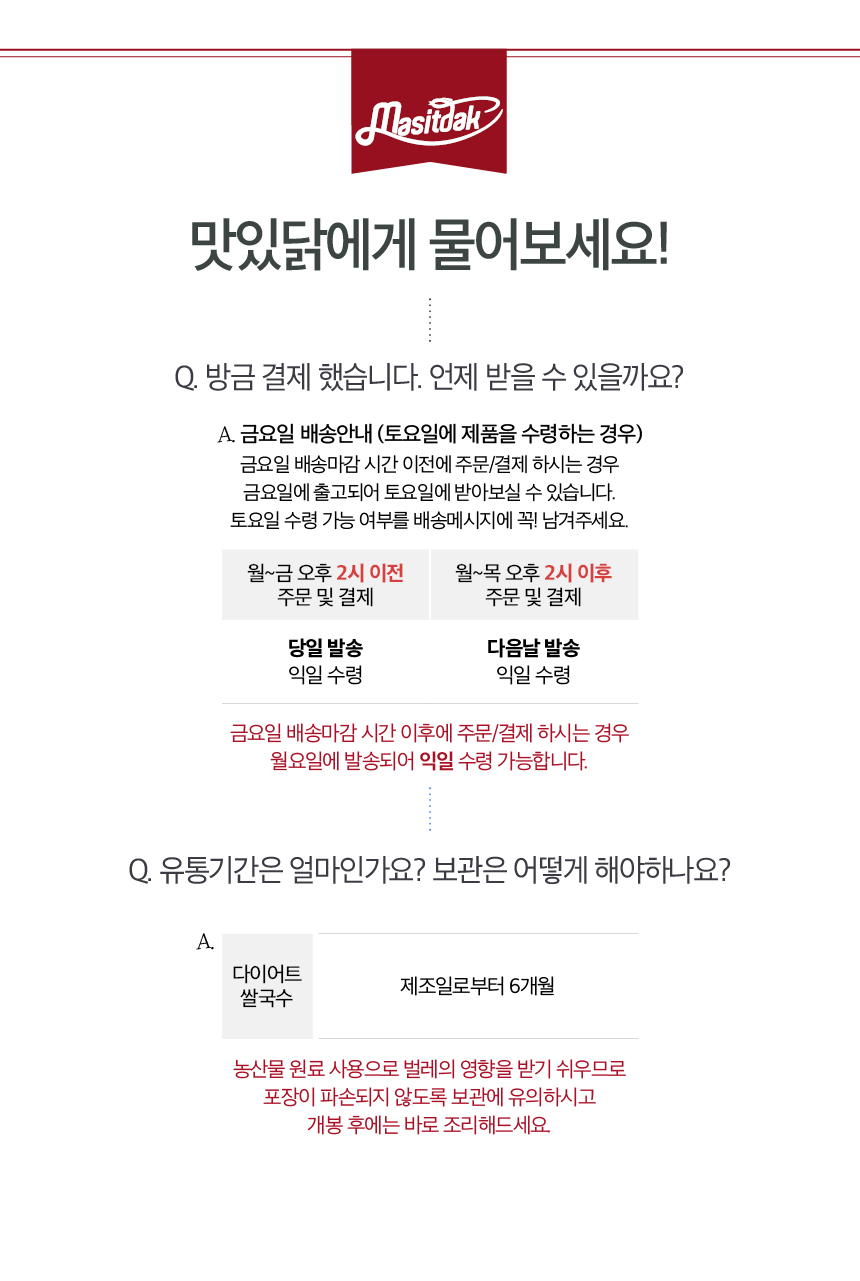 Masitdak
맛있닭에게 물어보세요!
Q. 방금 결제 했습니다. 언제 받을 수 있을까요?
A. 금요일 배송안내 (토요일에 제품을 수령하는 경우)
금요일 배송마감 시간 이전에 주문/결제 하시는 경우
금요일에 출고되어 토요일에 받아보실 수 있습니다.
토요일 수령 가능 여부를 배송메시지에 꼭! 남겨주세요.
월~금 오후 2시 이전
주문 및 결제
월~목 오후 2시 이후
주문 및 결제
당일 발송
익일 수령
다음날 발송
익일 수령
금요일 배송마감 시간 이후에 주문/결제 하시는 경우
월요일에 발송되어 익일 수령 가능합니다.
Q. 유통기간은 얼마인가요? 보관은 어떻게 해야하나요?
A.
다이어트
쌀국수
제조일로부터 6개월
농산물 원료 사용으로 벌레의 영향을 받기 쉬우므로
포장이 파손되지 않도록 보관에 유의하시고
개봉 후에는 바로 조리해드세요.